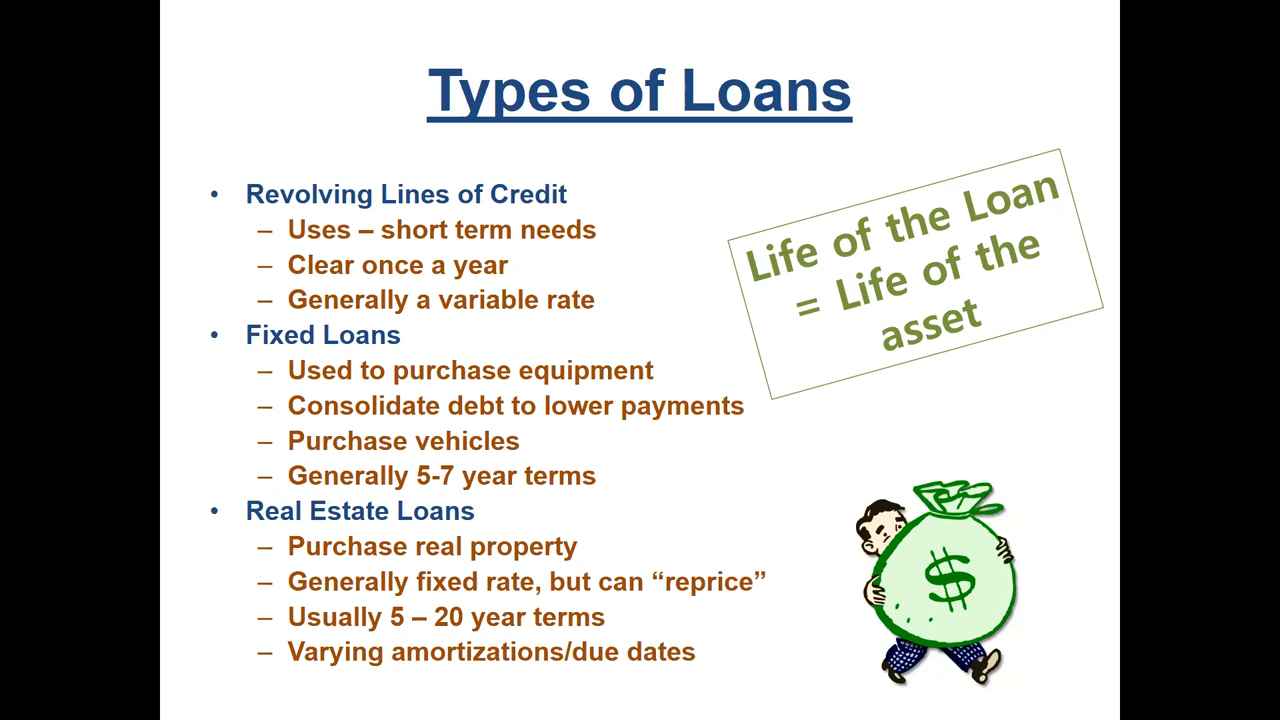 Types of Loans
• Revolving Lines of Credit
– Uses – short term needs
– Clear once a year
– Generally a variable rate
• Fixed Loans
– Used to purchase equipment
– Consolidate debt to lower payments
– Purchase vehicles
– Generally 5-7 year terms
• Real Estate Loans
– Purchase real property
– Generally fixed rate, but can “reprice”
– Usually 5 – 20 year terms
– Varying amortizations/due dates
Life of the Loan
= Life of the
asset
$